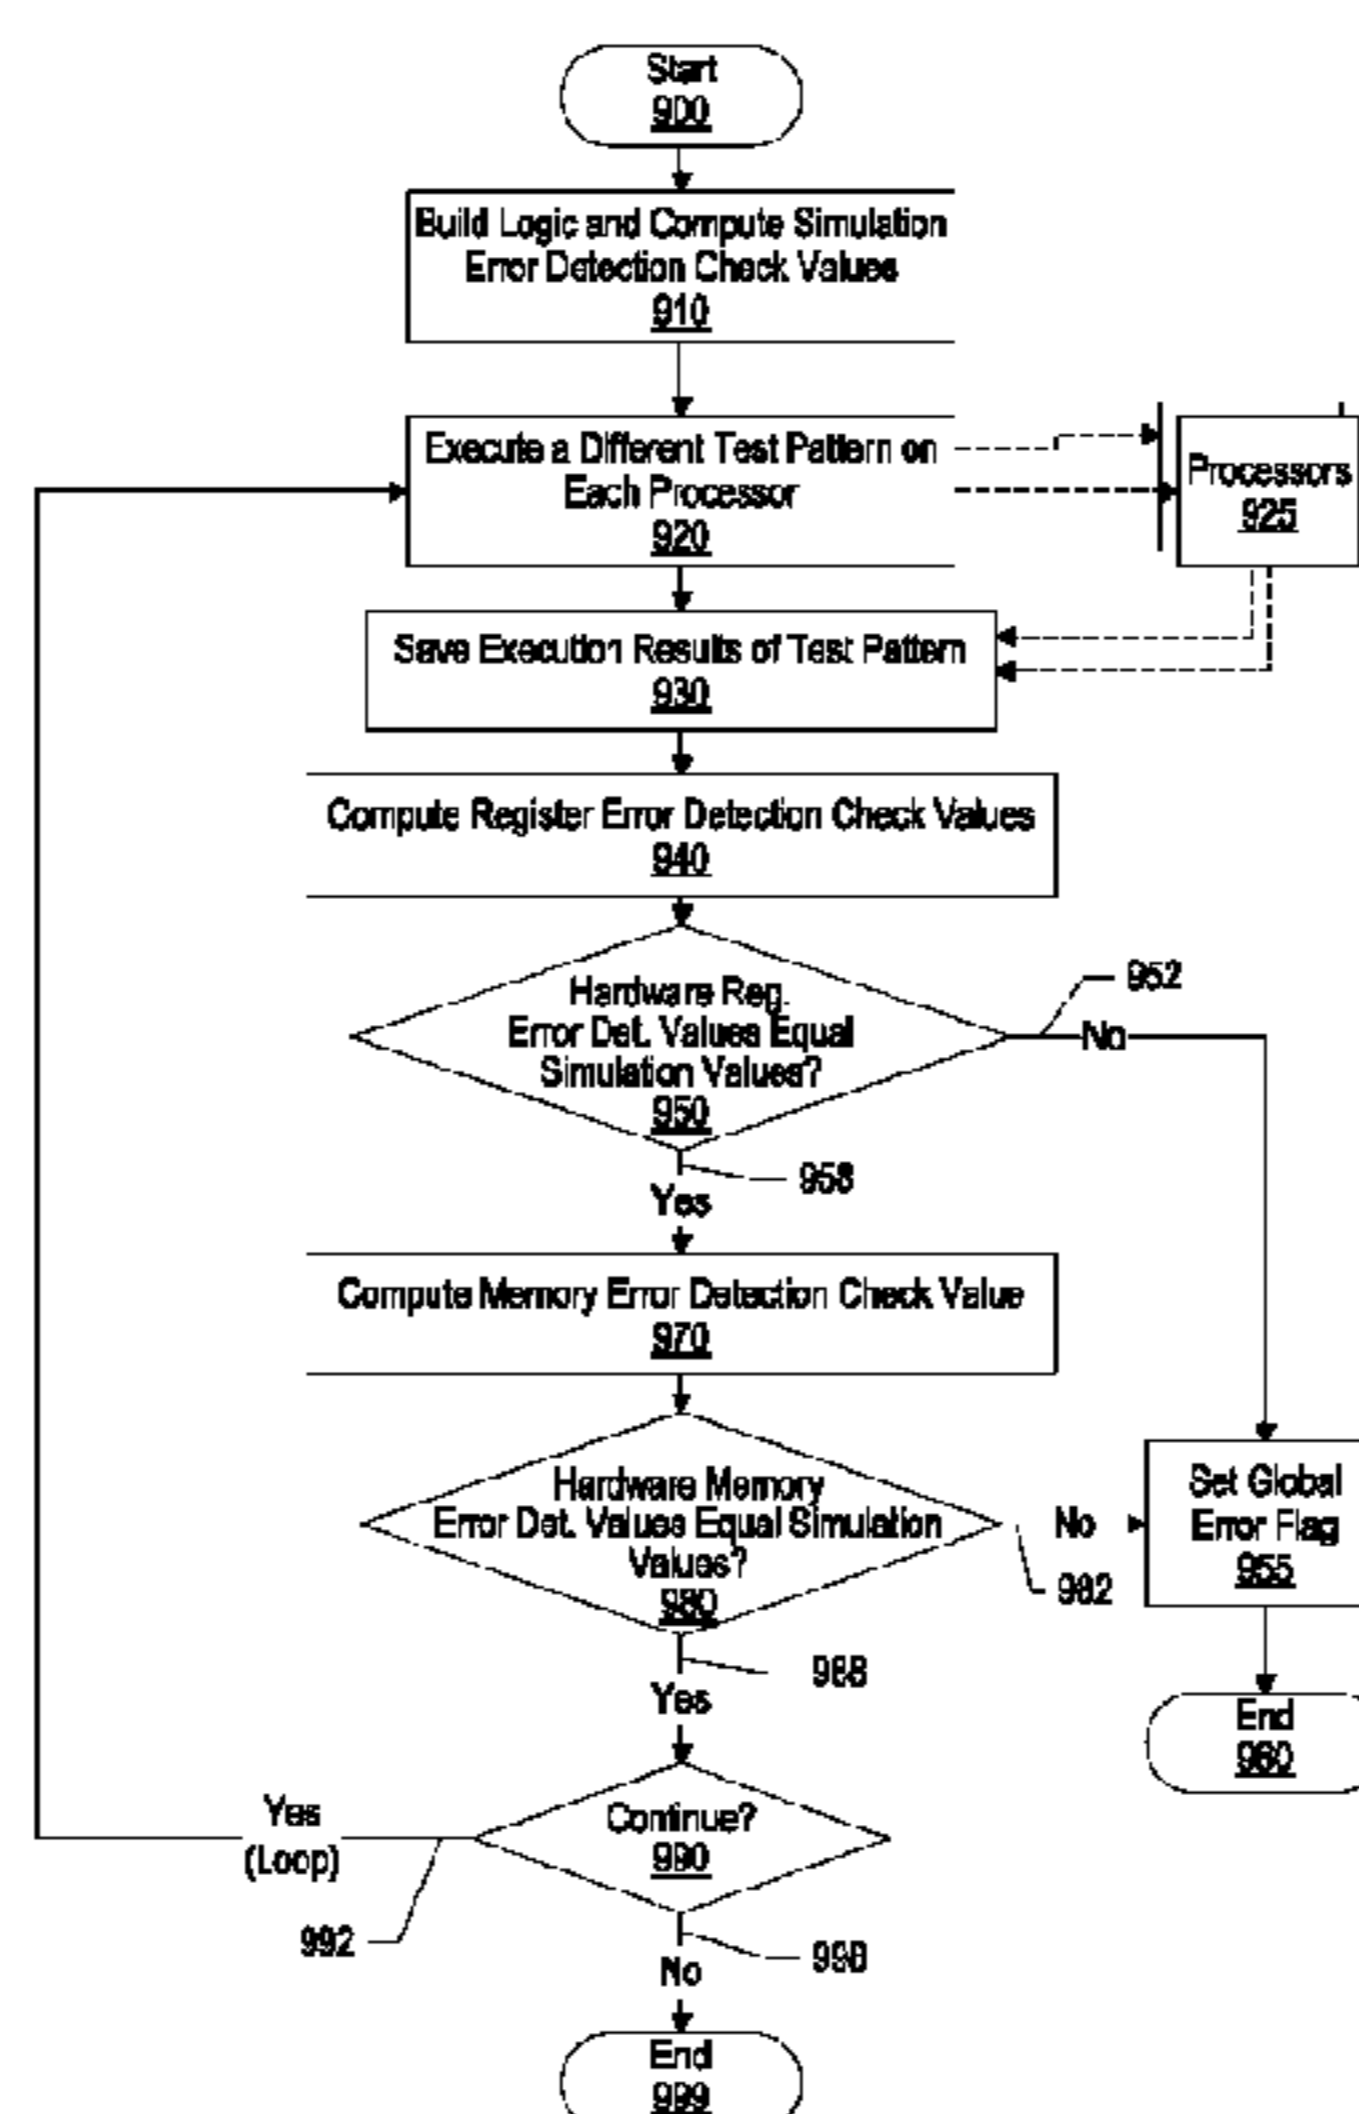 Start
900
Build Logic and Compute Simulation
Error Detection Check Values
910
Execute a Different Test Pattern on
Each Processor
920
Processors
925
Save Execution Results of Test Pattern
930
Compute Register Error Detection Check Values
940
Hardware Reg.
Error Det. Values Equal
Simulation Values?
950
952
No
958
Yes
Compute Memory Error Detection Check Value
970
Hardware Memory
Error Det. Values Equal Simulation
Values?
980
No
982
Set Global
Error Flag
955
988
Yes
End
960
Continue?
990
Yes
(Loop)
992
998
No
End
999